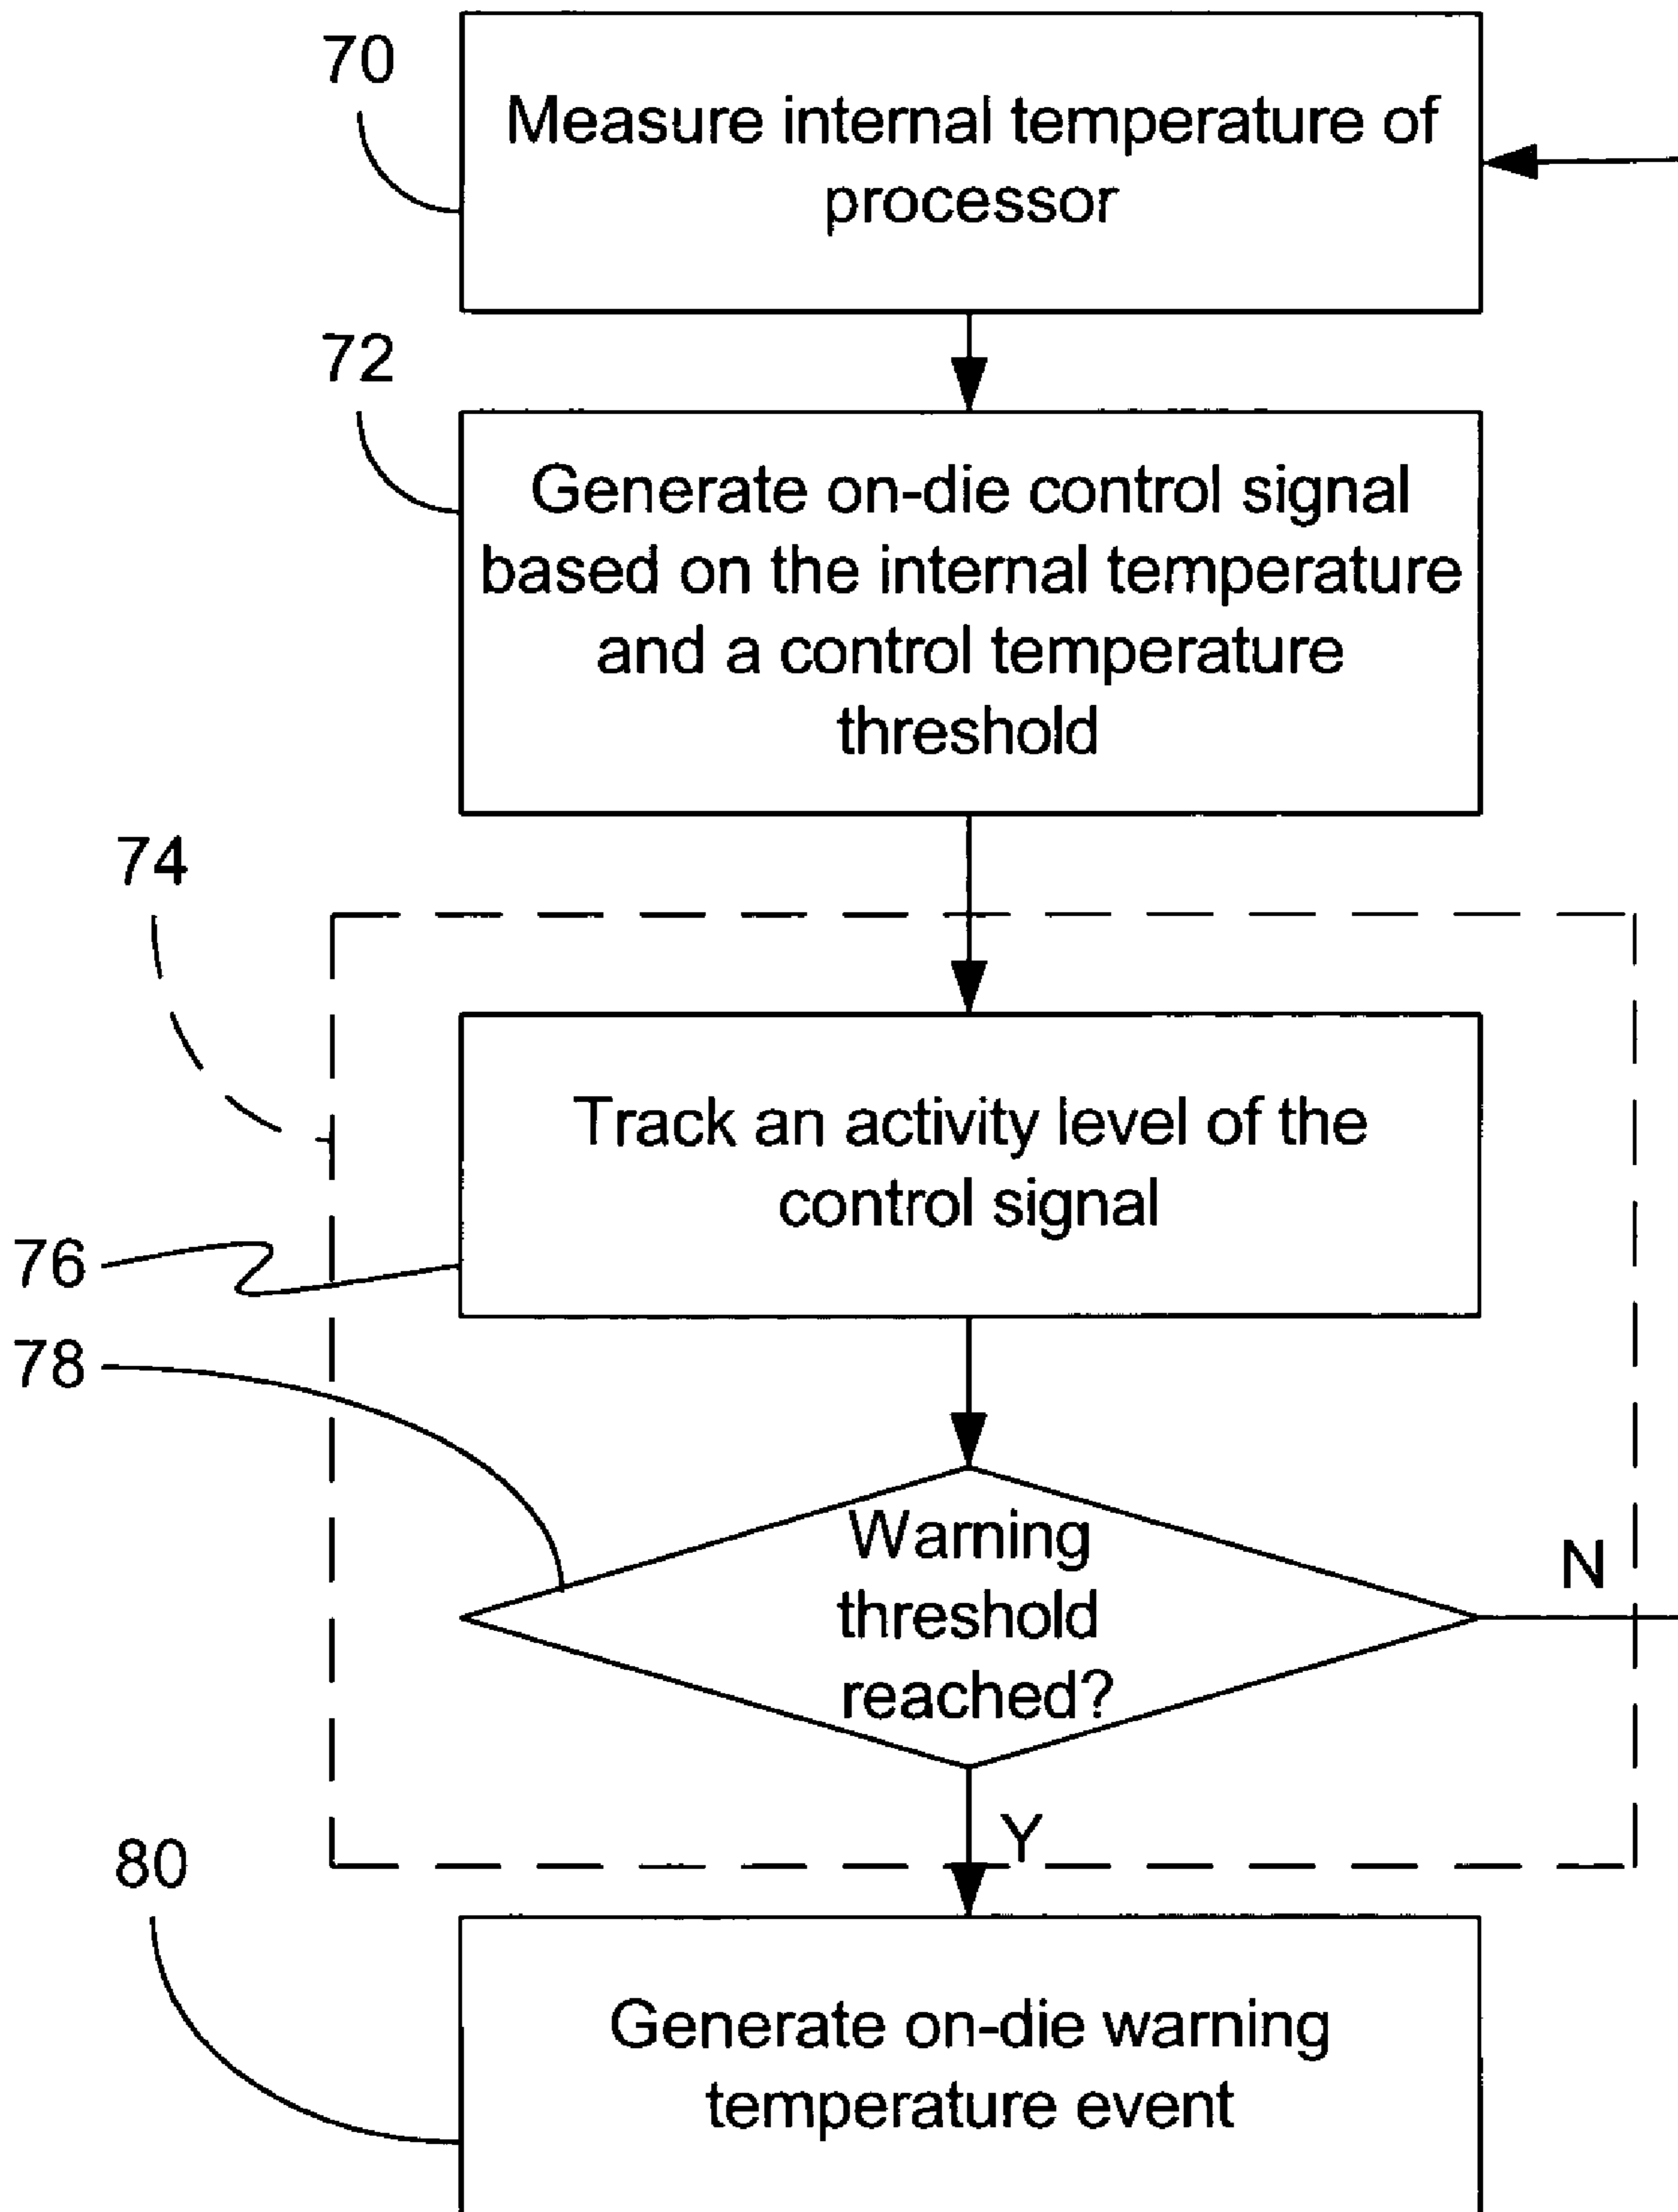 70
Measure internal temperature of
processor
72
Generate on-die control signal
based on the internal temperature
and a control temperature
threshold
74
Track an activity level of the
control signal
76
78
Warning
threshold
reached?
N
Y
80
Generate on-die warning
temperature event